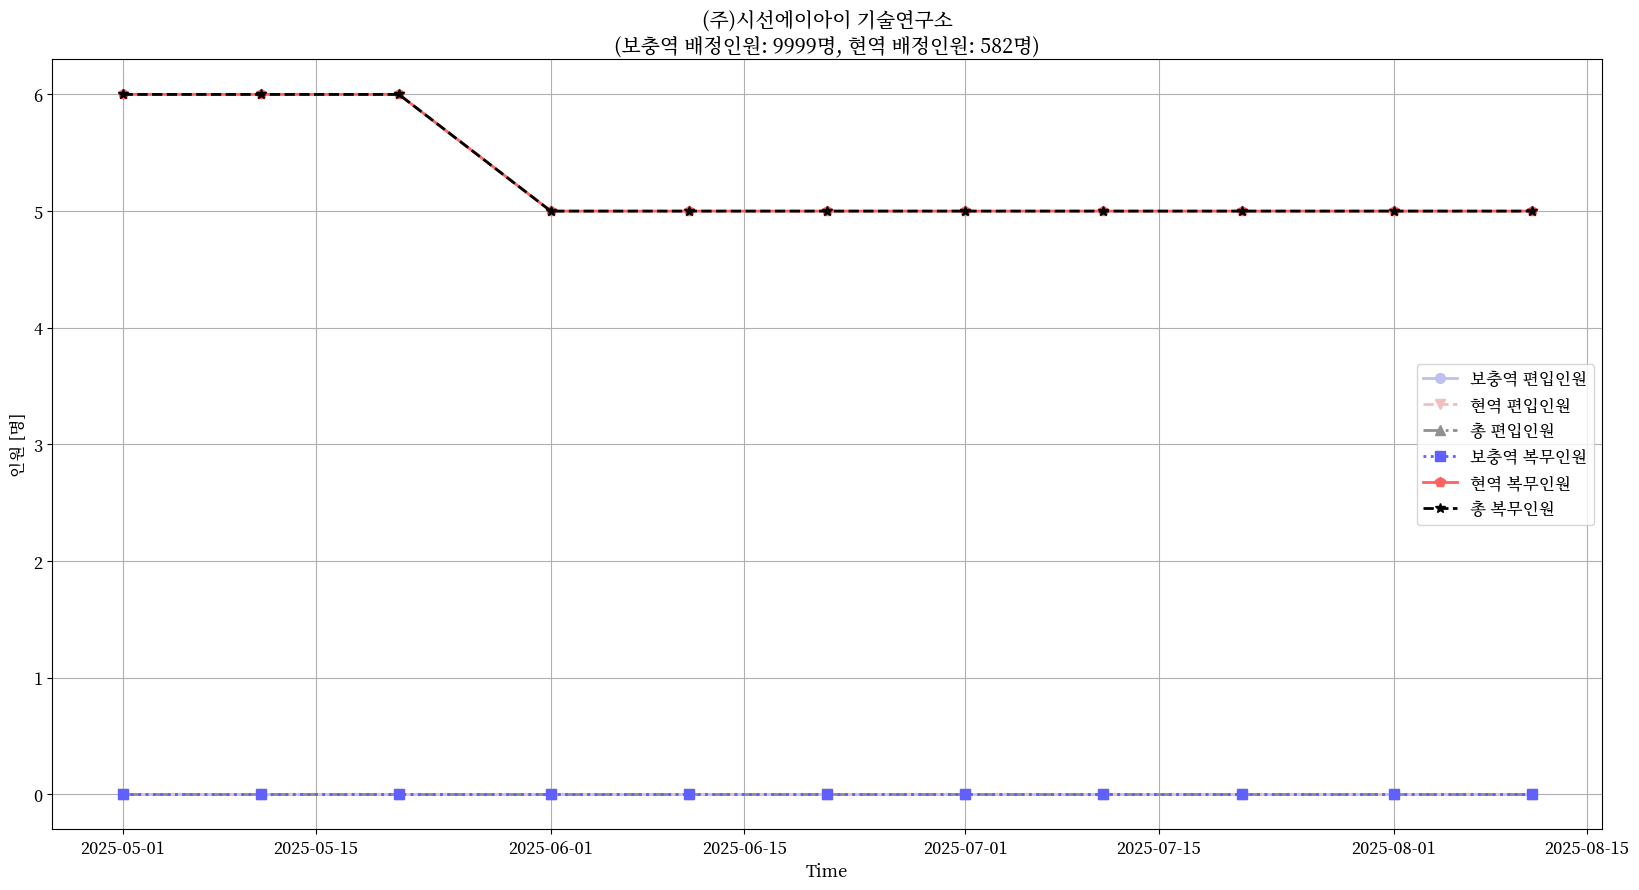 (주)시선에이아이 기술연구소
(보충역 배정인원: 9999명, 현역 배정인원: 582명)
인원 [명]
6
5
4
3
2
1
0
보충역 편입인원
현역 편입인원
총 편입인원
보충역 복무인원
현역 복무인원
총 복무인원
2025-05-01 2025-05-15 2025-06-01 2025-06-15 2025-07-01 2025-07-15 2025-08-01 2025-08-15
Time